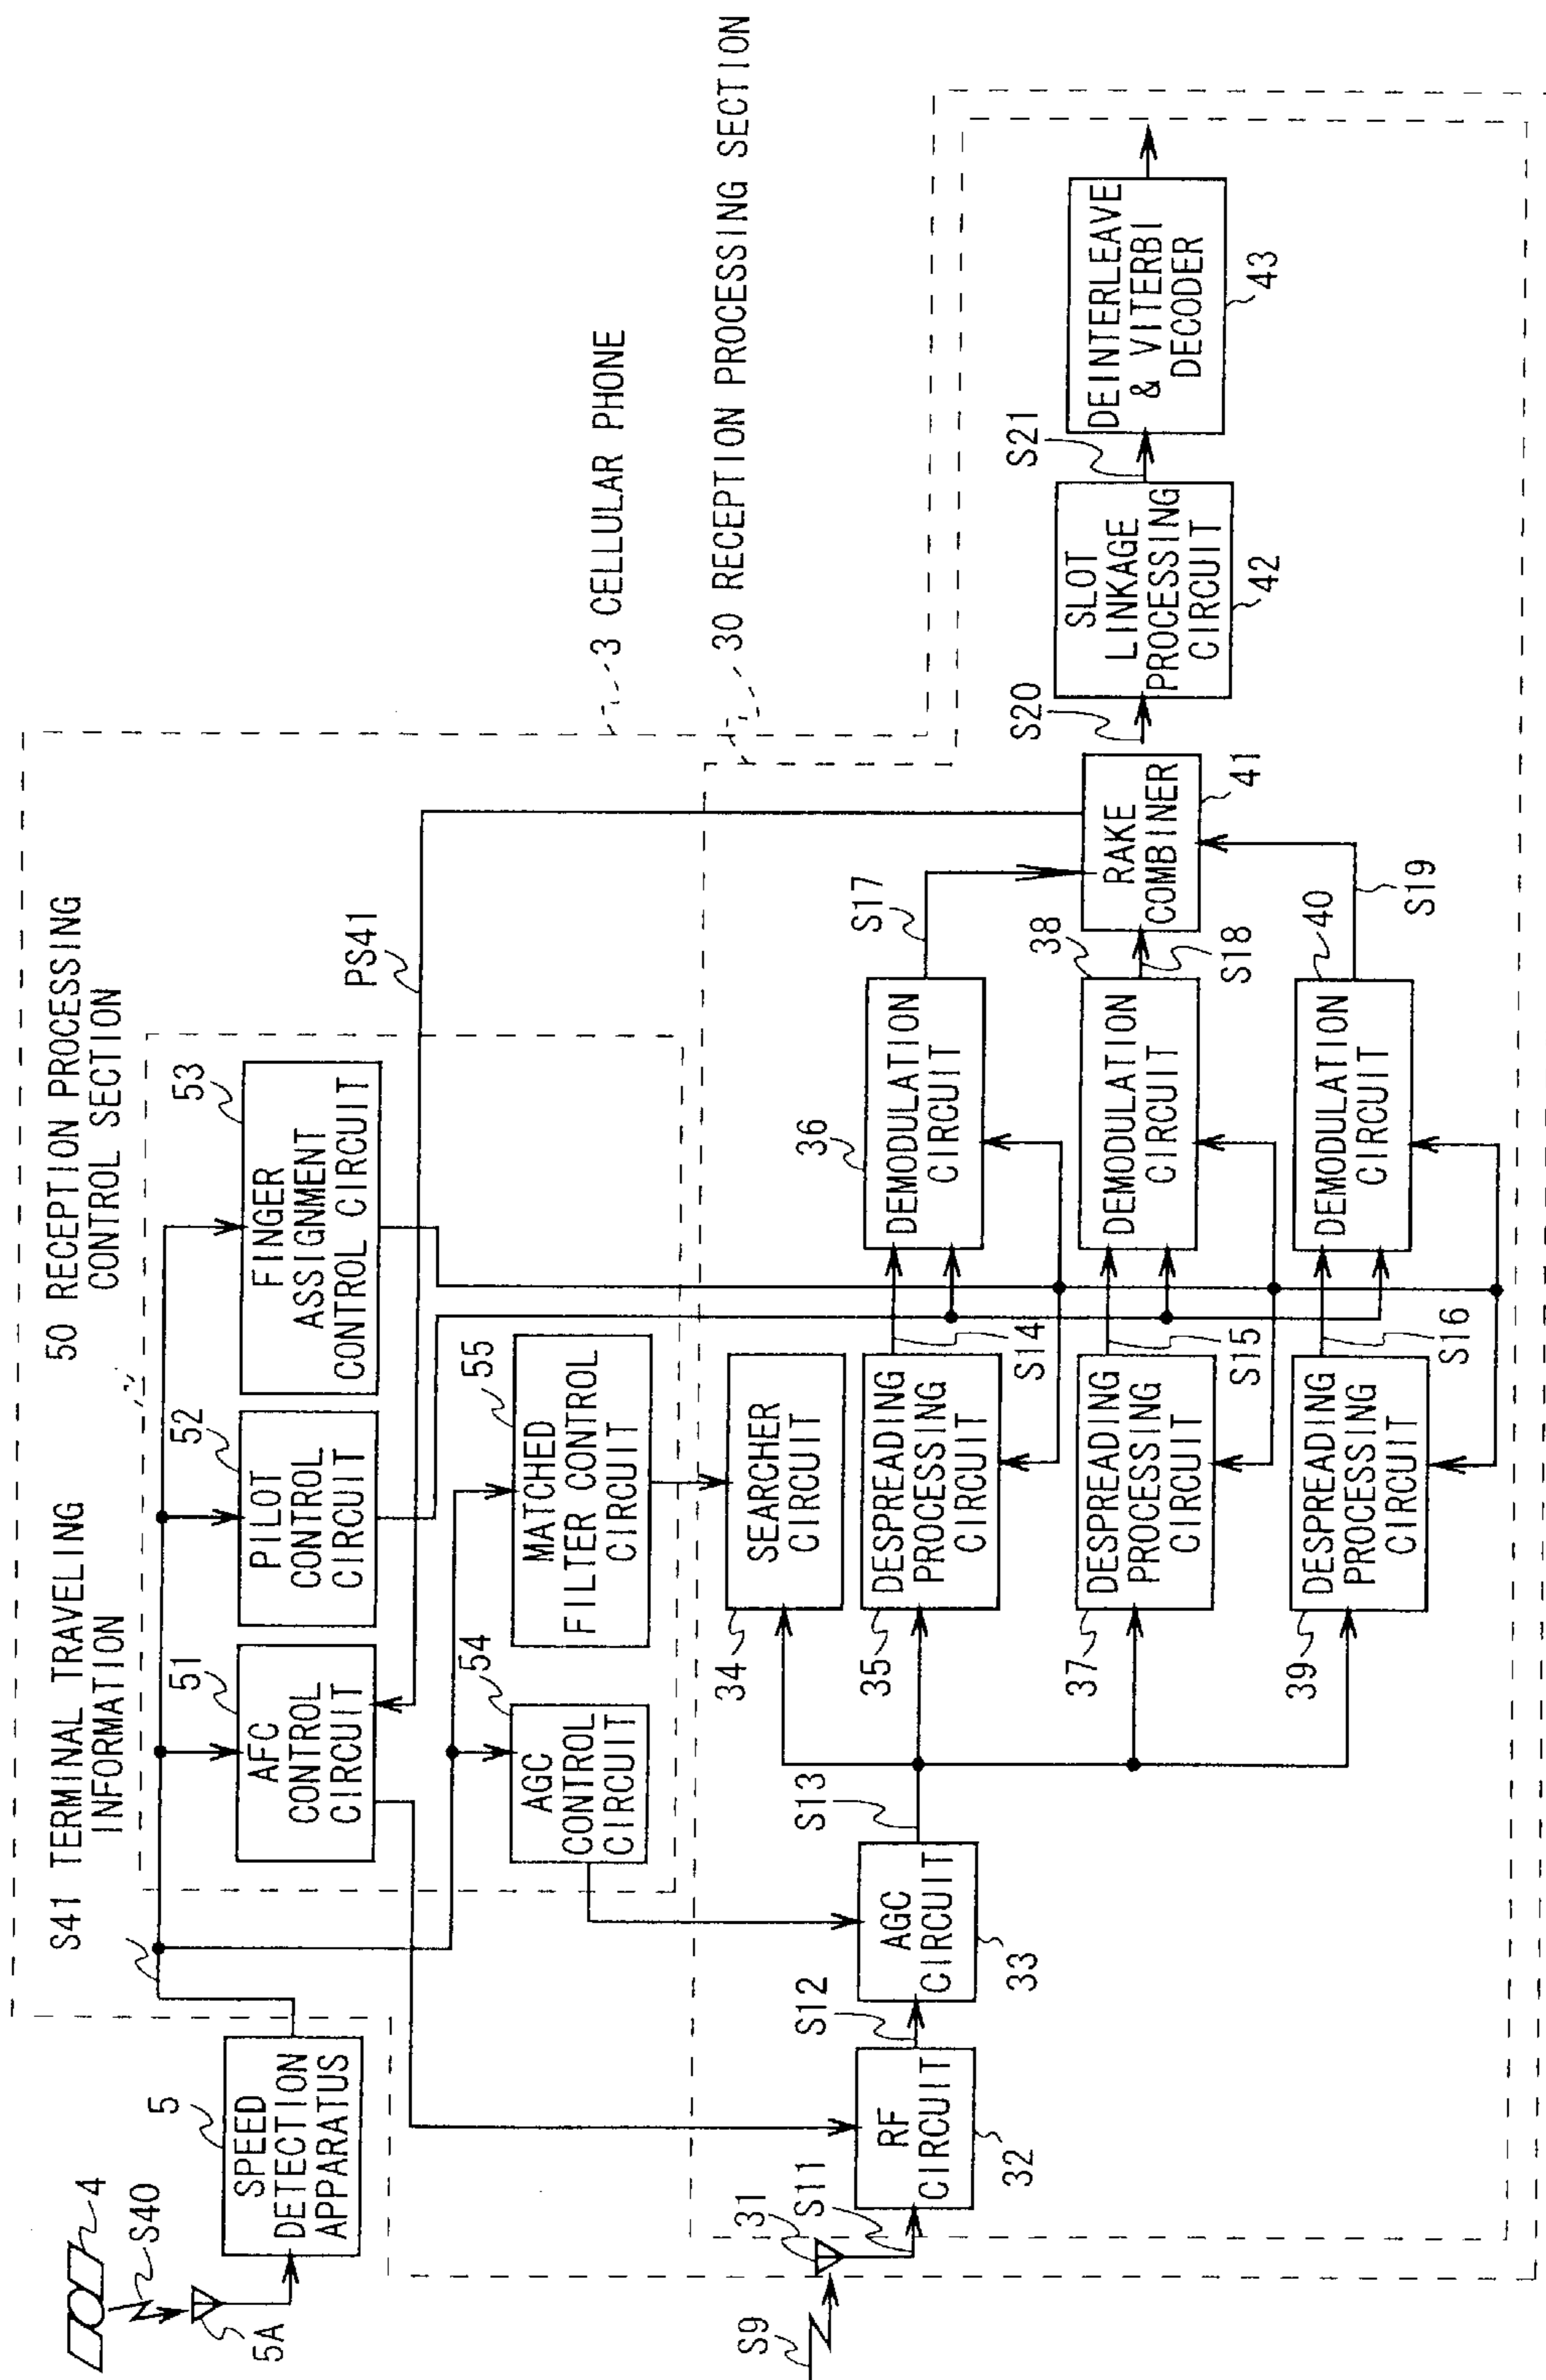 4
S40
5A
5
SPEED
DETECTION
APPARATUS
S41 TERMINAL TRAVELING
INFORMATION
50 RECEPTION PROCESSING
CONTROL SECTION
51
AFC
CONTROL
CIRCUIT
52
PILOT
CONTROL
CIRCUIT
53
FINGER
ASSIGNMENT
CONTROL CIRCUIT
PS41
54
AGC
CONTROL
CIRCUIT
55
MATCHED
FILTER CONTROL
CIRCUIT
3 CELLULAR PHONE
30 RECEPTION PROCESSING SECTION
S9
31
S11
RF
CIRCUIT
32
S12
AGC
CIRCUIT
33
S13
34
SEARCHER
CIRCUIT
35
DESPREADING
PROCESSING
CIRCUIT
S14
36
DEMODULATION
CIRCUIT
S17
37
DESPREADING
PROCESSING
CIRCUIT
S15
38
DEMODULATION
CIRCUIT
S18
39
DESPREADING
PROCESSING
CIRCUIT
S16
DEMODULATION
CIRCUIT
40
S19
RAKE
COMBINER
41
S20
SLOT
LINKAGE
PROCESSING
CIRCUIT
42
S21
DEINTERLEAVE
& VITERBI
DECODER
43